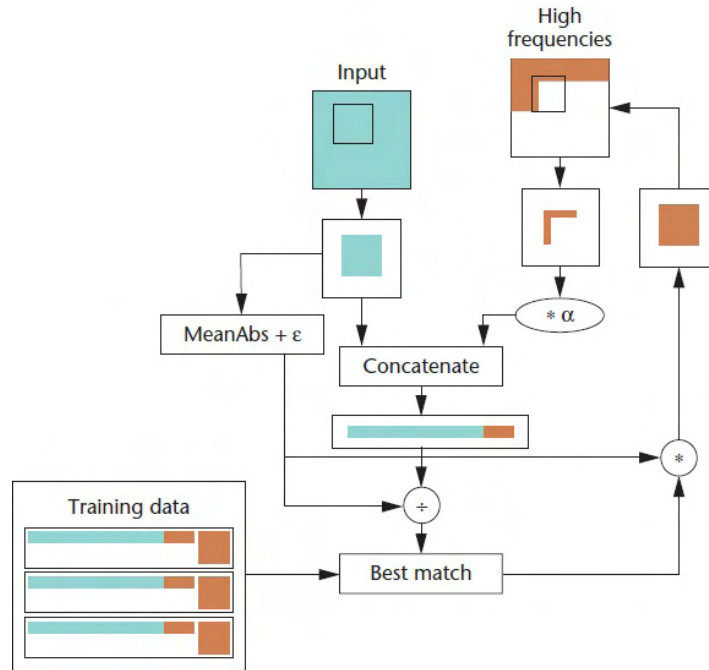 High
frequencies
Input
* α
MeanAbs + ε
Concatenate
*
Training data
÷
Best match